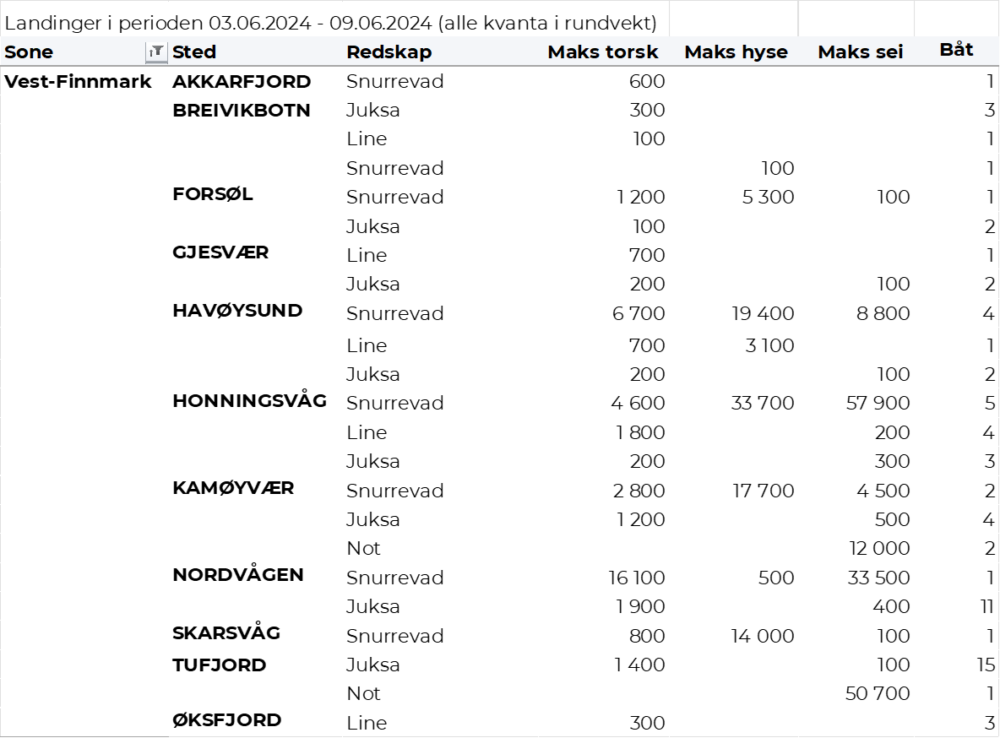 Landinger i perioden 03.06.2024 - 09.06.2024 (alle kvanta i rundvekt)
Sone Sted Redskap Maks torsk Maks hyse Maks sei Båt
Vest-Finnmark AKKARFJORD Snurrevad 600 1
BREIVIKBOTN Juksa 300 3
Line 100 1
Snurrevad 100 1
FORSØL Snurrevad 1 200 5 300 100 1
Juksa 100 2
GJESVÆR Line 700 1
Juksa 200 100 2
HAVØYSUND Snurrevad 6 700 19 400 8 800 4
Line 700 3 100 1
Juksa 200 100 2
HONNINGSVÅG Snurrevad 4 600 33 700 57 900 5
Line 1 800 200 4
Juksa 200 300 3
KAMØYVÆR Snurrevad 2 800 17 700 4 500 2
Juksa 1 200 500 4
Not 12 000 2
NORDVÅGEN Snurrevad 16 100 500 33 500 1
Juksa 1 900 400 11
SKARSVÅG Snurrevad 800 14 000 100 1
TUFJORD Juksa 1 400 100 15
Not 50 700 1
ØKSFJORD Line 300 3